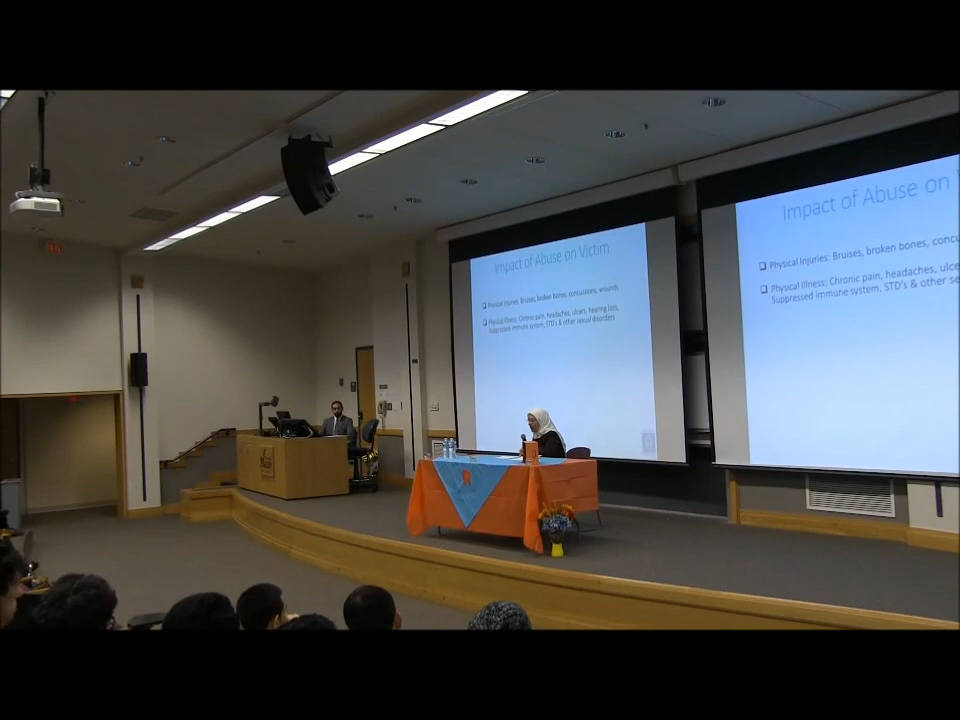 Impact of Abuse on Victim
Physical Injuries: Bruises, broken bones, concussions, wounds
Physical Illness: Chronic pain, headaches, ulcers, hearing loss,
Suppressed immune system, STD's & other sexual disorders
Impact of Abuse on
Physical Injuries: Bruises, broken bones, concu
Physical Illness: Chronic pain, headaches, ulce
Suppressed immune system, STD's & other se